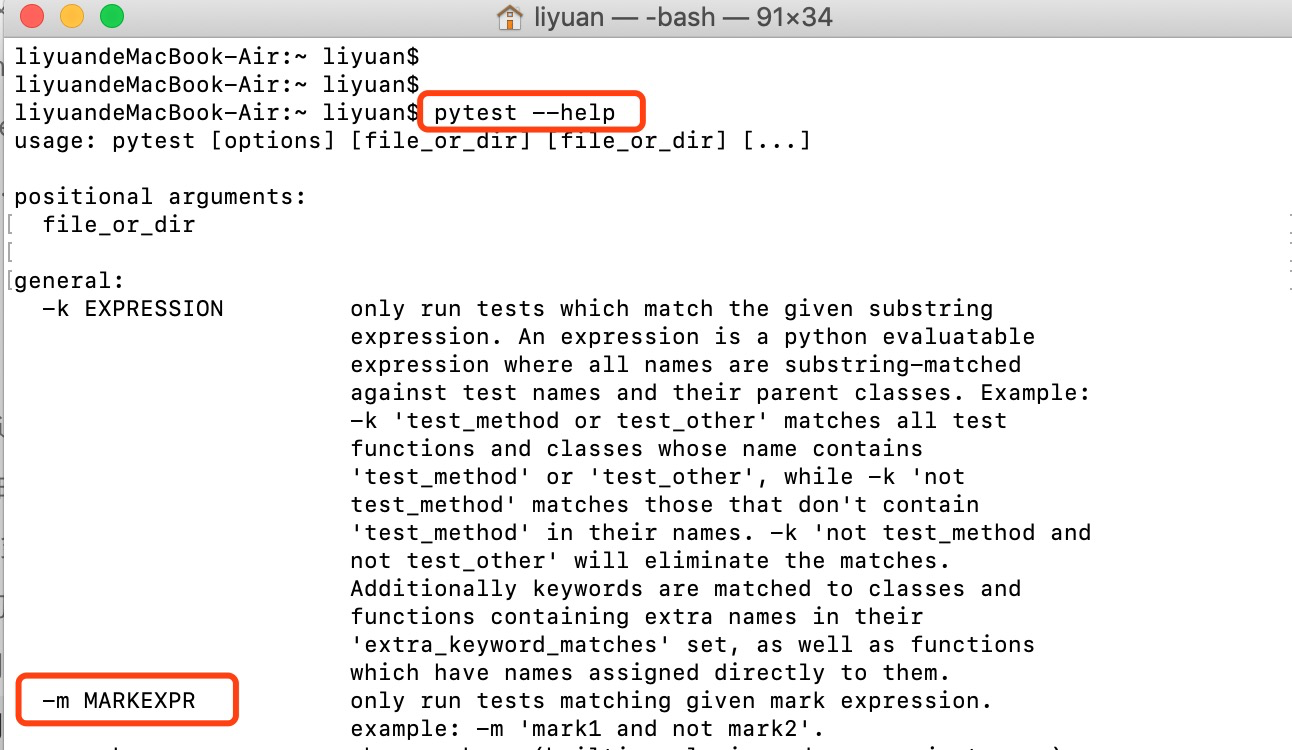 liyuan — -bash — 91×34
liyuandeMacBook-Air:~ liyuan$
liyuandeMacBook-Air:~ liyuan$
liyuandeMacBook-Air:~ liyuan$ pytest --help
usage: pytest [options] [file_or_dir] [file_or_dir] [...]
positional arguments:
[ file_or_dir
[
[general:
-k EXPRESSION only run tests which match the given substring
expression. An expression is a python evaluatable
expression where all names are substring-matched
against test names and their parent classes. Example:
-k 'test_method or test_other' matches all test
functions and classes whose name contains
'test_method' or 'test_other', while -k 'not
test_method' matches those that don't contain
'test_method' in their names. -k 'not test_method and
not test_other' will eliminate the matches.
Additionally keywords are matched to classes and
functions containing extra names in their
'extra_keyword_matches' set, as well as functions
which have names assigned directly to them.
-m MARKEXPR only run tests matching given mark expression.
example: -m 'mark1 and not mark2'.